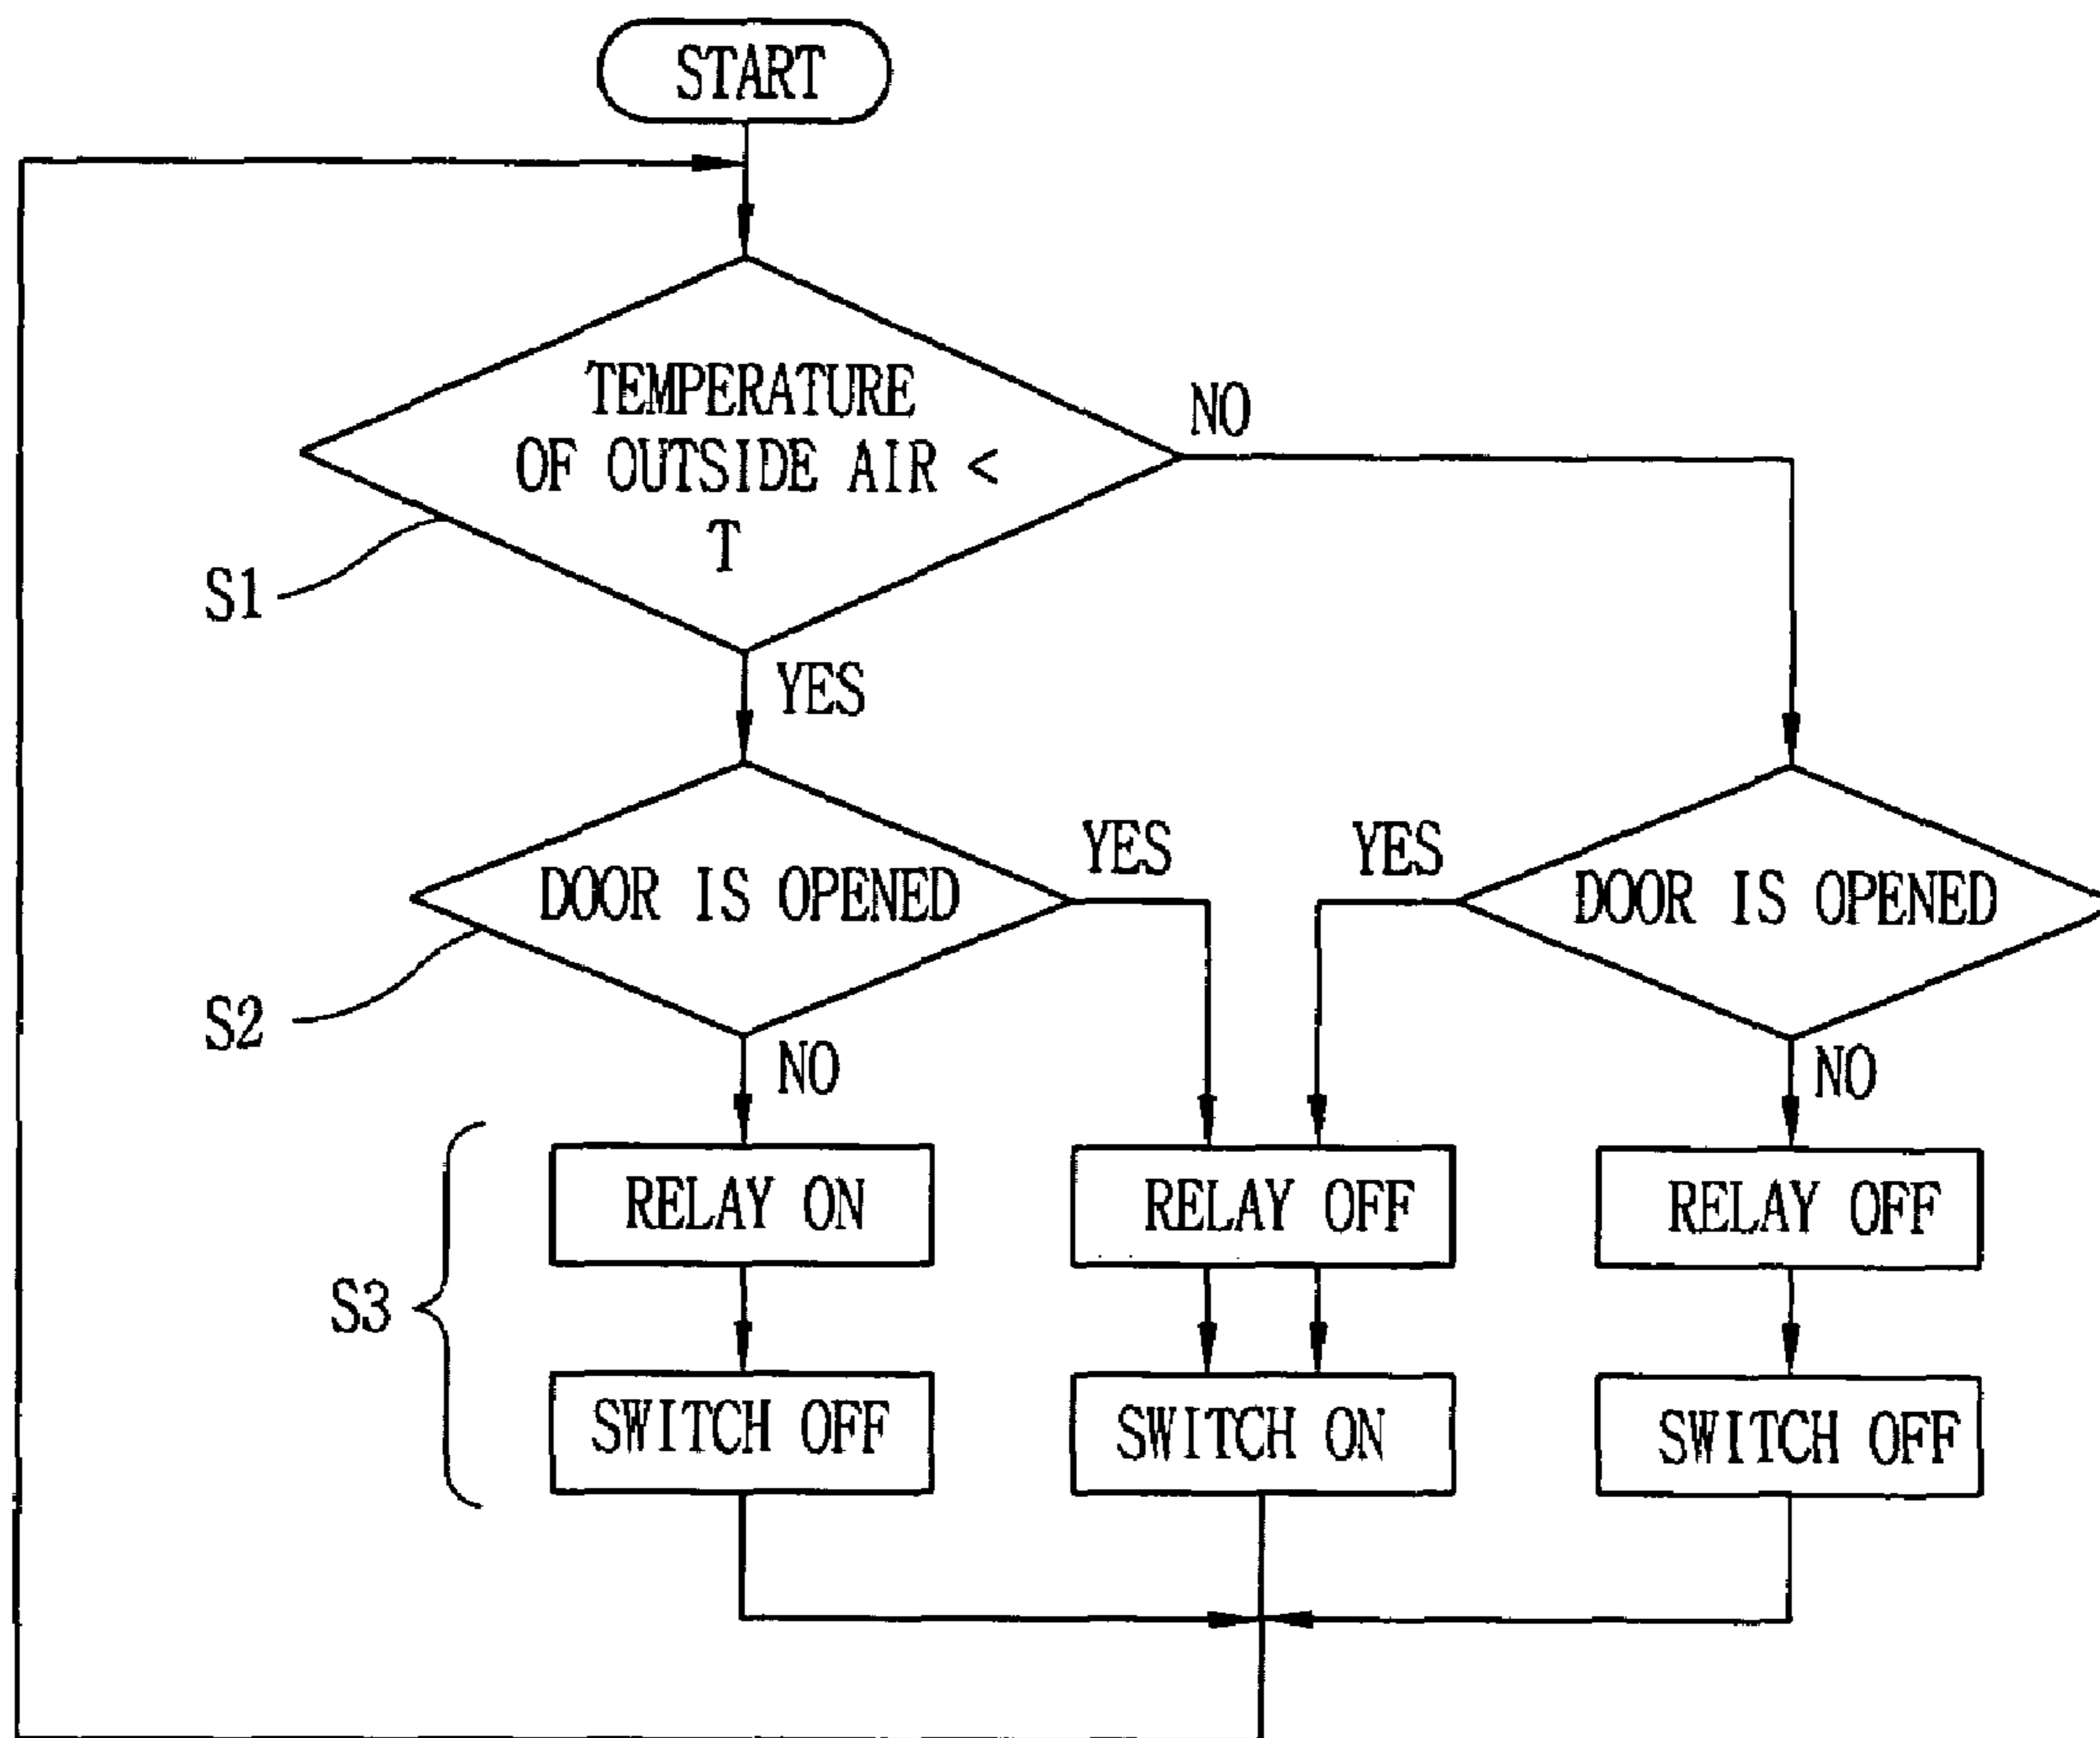 START
TEMPERATURE
OF OUTSIDE AIR <
T
NO
S1
YES
DOOR IS OPENED
YES
YES
DOOR IS OPENED
S2
NO
NO
RELAY ON
RELAY OFF
RELAY OFF
S3
SWITCH OFF
SWITCH ON
SWITCH OFF